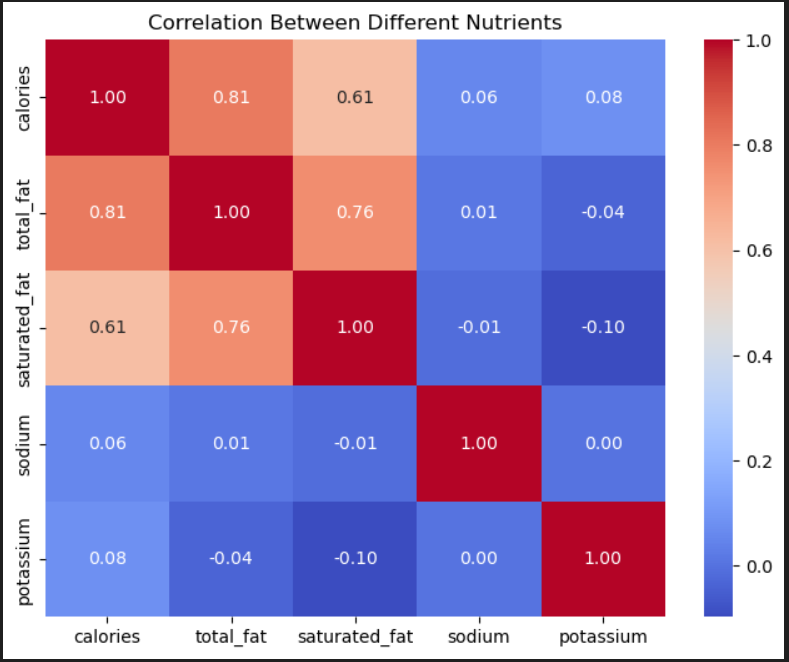 Correlation Between Different Nutrients
calories 1.00 0.81 0.61 0.06 0.08
total_fat 0.81 1.00 0.76 0.01 -0.04
saturated_fat 0.61 0.76 1.00 -0.01 -0.10
sodium 0.06 0.01 -0.01 1.00 0.00
potassium 0.08 -0.04 -0.10 0.00 1.00
calories total_fat saturated_fat sodium potassium
1.0
0.8
0.6
0.4
0.2
0.0